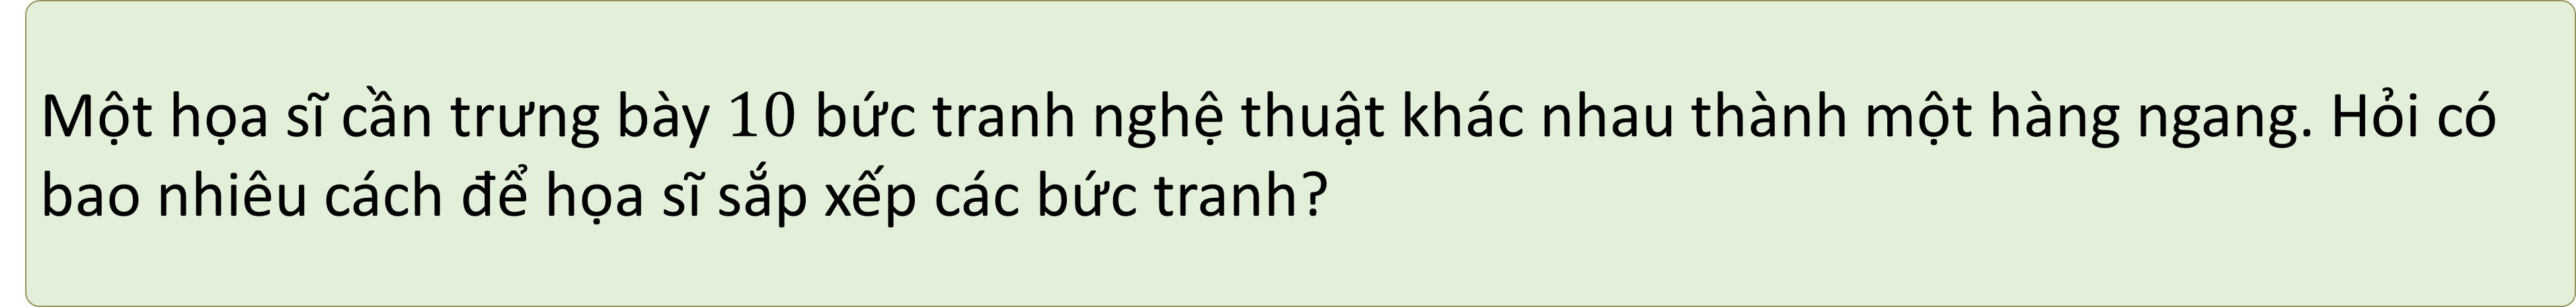 Một họa sĩ cần trưng bày 10 bức tranh nghệ thuật khác nhau thành một hàng ngang. Hỏi có
bao nhiêu cách để họa sĩ sắp xếp các bức tranh?